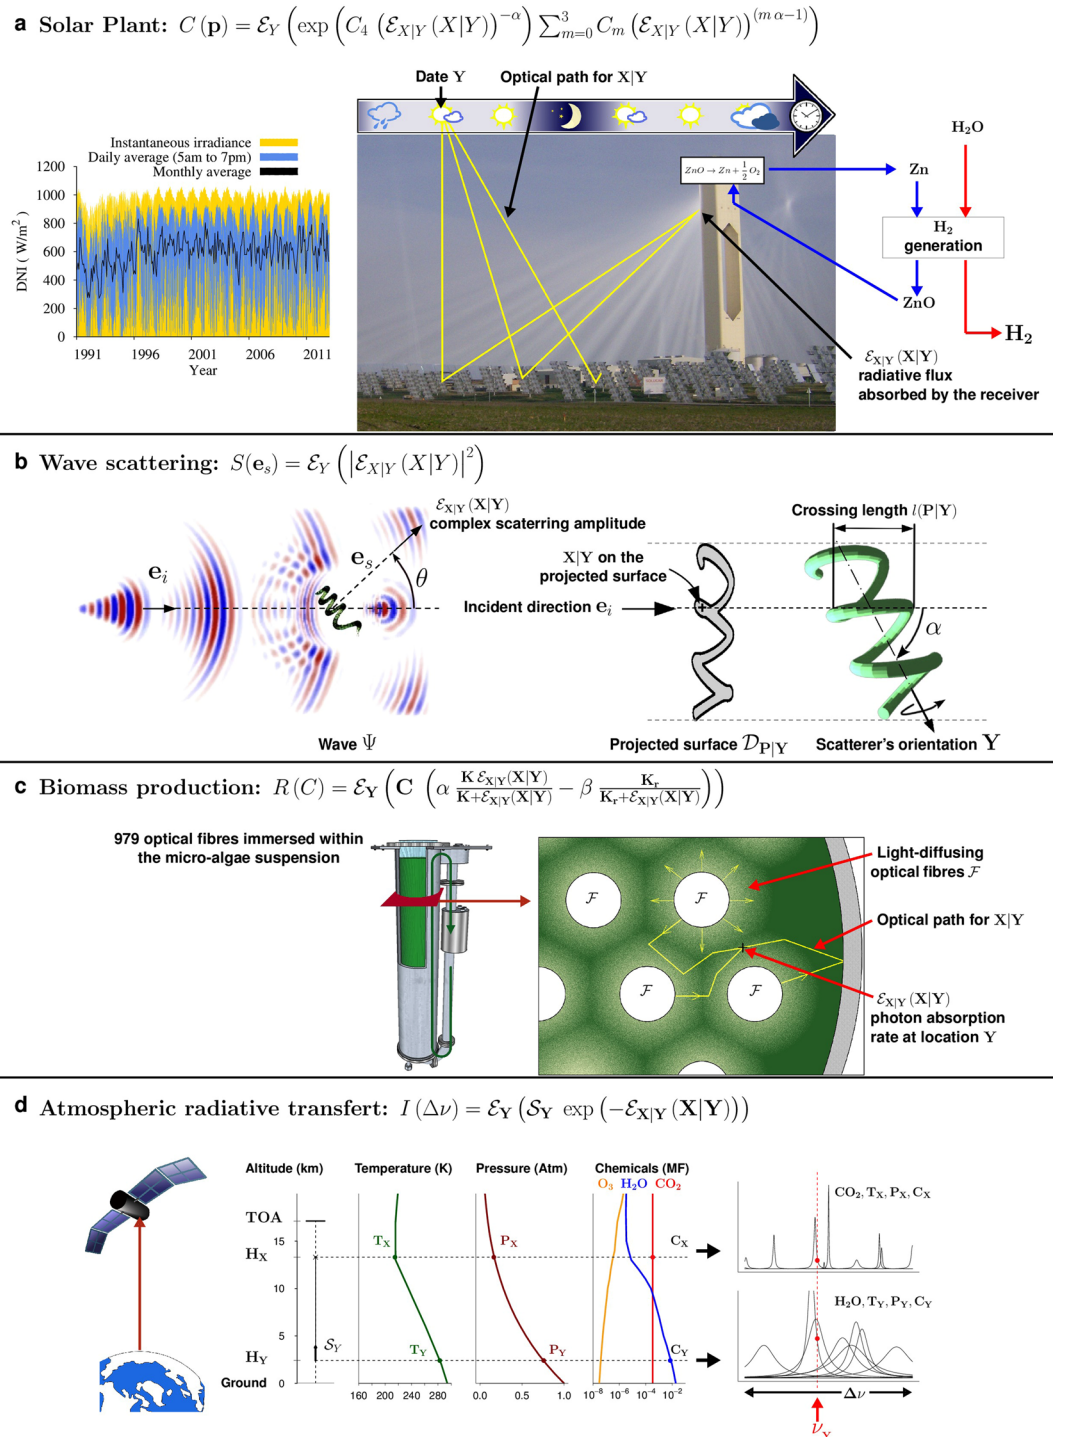 a Solar Plant: C (p) = ℰ_Y ( exp ( C_4 (ℰ_{X|Y} (X|Y))^{−α} ) ∑_{m=0}^{3} C_m (ℰ_{X|Y} (X|Y))^{(m α−1)} )
Date Y
Optical path for X|Y
Instantaneous irradiance
Daily average (5am to 7pm)
Monthly average
DNI ( W/m² )
1200
1000
800
600
400
200
0
1991 1996 2001 2006 2011
Year
ZnO → Zn + 1/2 O₂
H₂O
Zn
H₂
generation
ZnO
H₂
ℰ_{X|Y} (X|Y)
radiative flux
absorbed by the receiver
b Wave scattering: S(e_s) = ℰ_Y ( |ℰ_{X|Y} (X|Y)|² )
ℰ_{X|Y} (X|Y)
complex scaterring amplitude
e_i
e_s
θ
Wave Ψ
X|Y on the
projected surface
Incident direction e_i
Projected surface 𝒟_{P|Y}
Crossing length l(P|Y)
α
Scatterer's orientation Y
c Biomass production: R (C) = ℰ_Y ( C ( α K ℰ_{X|Y}(X|Y) / K+ℰ_{X|Y}(X|Y) − β K_r / K_r+ℰ_{X|Y}(X|Y) ) )
979 optical fibres immersed within
the micro-algae suspension
ℱ
ℱ
ℱ
ℱ
Light-diffusing
optical fibres ℱ
Optical path for X|Y
ℰ_{X|Y} (X|Y)
photon absorption
rate at location Y
d Atmospheric radiative transfert: I (Δν) = ℰ_Y ( 𝒮_Y exp (−ℰ_{X|Y} (X|Y)) )
Altitude (km)
Temperature (K)
Pressure (Atm)
Chemicals (MF)
O₃ H₂O CO₂
TOA
15
H_X
10
5
H_Y
Ground 0
𝒮_Y
T_X
T_Y
160 200 240 280
P_X
P_Y
0.0 0.5 1.0
C_X
C_Y
10⁻⁸ 10⁻⁶ 10⁻⁴ 10⁻²
CO₂, T_X, P_X, C_X
H₂O, T_Y, P_Y, C_Y
Δν
ν_Y